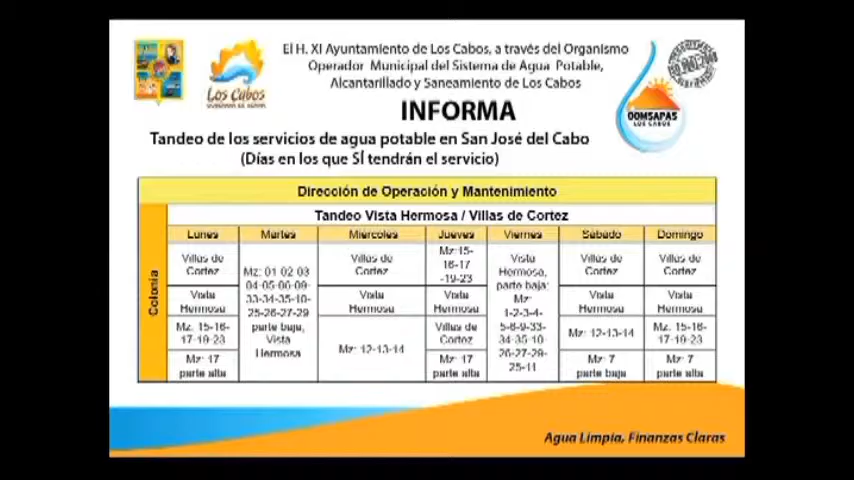 El H. XI Ayuntamiento de Los Cabos, a través del Organismo
Operador Municipal del Sistema de Agua Potable,
Alcantarillado y Saneamiento de Los Cabos
INFORMA
Los Cabos
OOMSAPAS
LOS CABOS
Tandeo de los servicios de agua potable en San José del Cabo
(Días en los que SÍ tendrán el servicio)
Dirección de Operación y Mantenimiento
Tandeo Vista Hermosa / Villas de Cortez
Colonia
Lunes Martes Miércoles Jueves Viernes Sábado Domingo
Villas de
Cortez
Vista
Hermosa
Mz. 15-16-
17-19-23
Mz: 17
parte alta
Mz: 01-02-03
33-34-35-10-
25-26-27-29
parte baja,
Vista
Hermosa
Villas de
Cortez
Vista
Hermosa
Mz: 12-13-14
Mz:15-
16-17
-19-23
Vista
Hermosa
Villas de
Cortez
Mz: 17
parte alta
Vista
Hermosa,
parte baja:
Mz:
1-2-3-4-
5-6-9-33-
34-35-10
26-27-29-
25-11
Villas de
Cortez
Vista
Hermosa
Mz: 12-13-14
Mz: 7
parte baja
Villas de
Cortez
Vista
Hermosa
Mz: 15-16-
17-19-23
Mz: 7
parte alta
Agua Limpia, Finanzas Claras